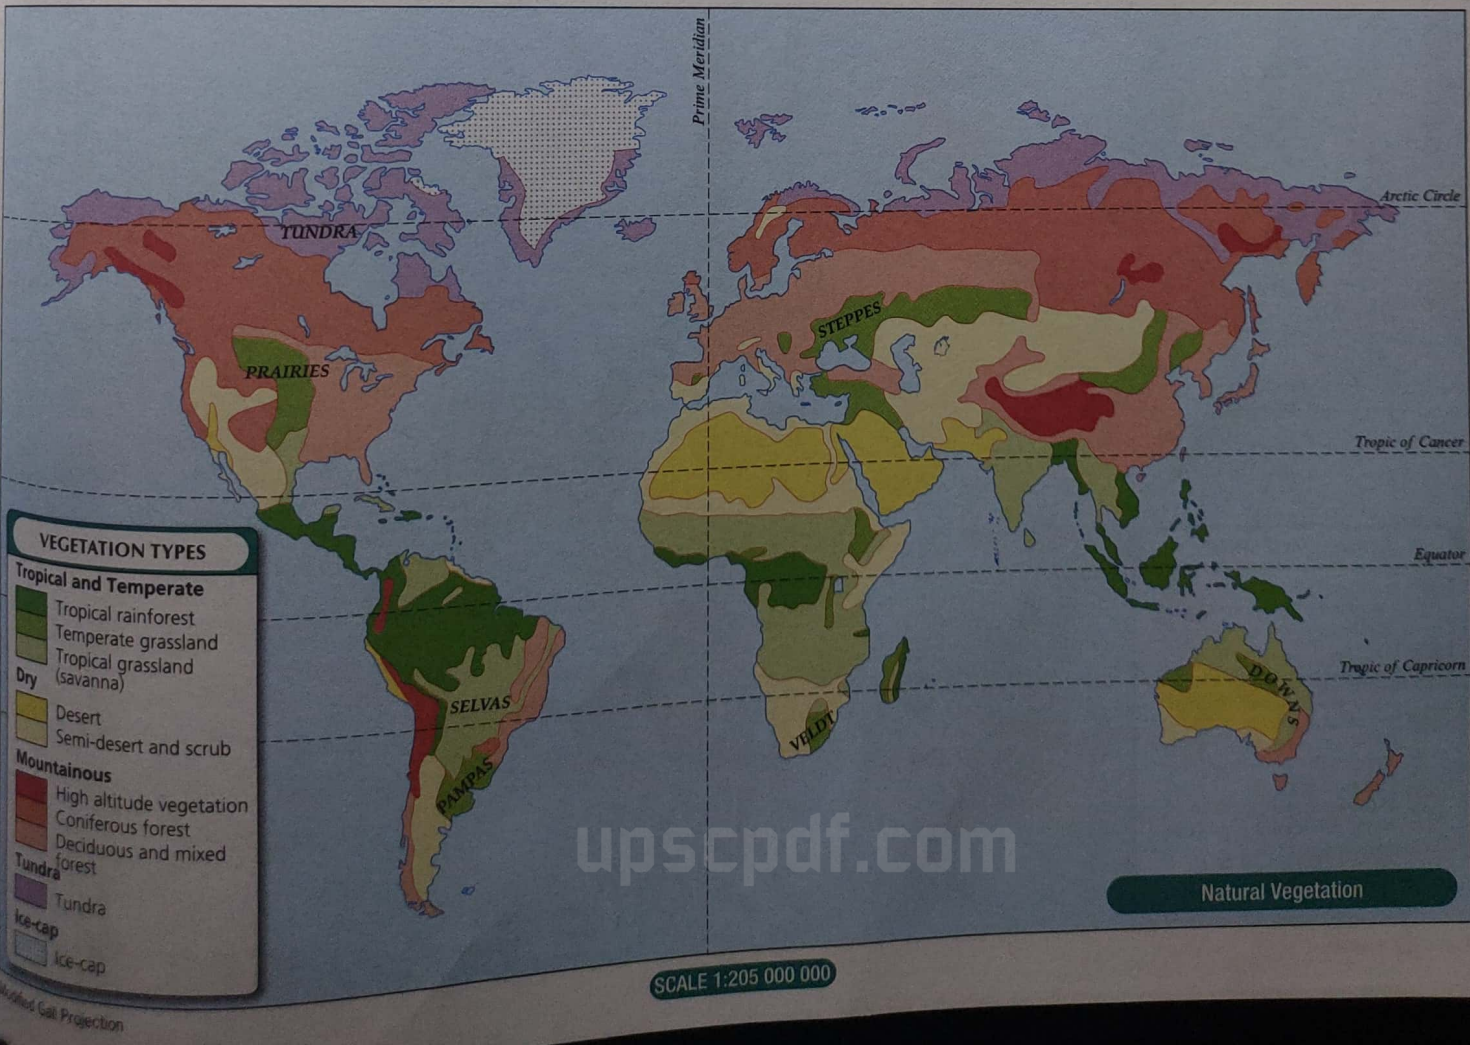 Prime Meridian
Arctic Circle
TUNDRA
STEPPES
PRAIRIES
Tropic of Cancer
Equator
Tropic of Capricorn
DOWNS
SELVAS
VELDT
PAMPAS
VEGETATION TYPES
Tropical and Temperate
Tropical rainforest
Temperate grassland
Tropical grassland
(savanna)
Dry
Desert
Semi-desert and scrub
Mountainous
High altitude vegetation
Coniferous forest
Deciduous and mixed
forest
Tundra
Tundra
Ice-cap
Ice-cap
upscpdf.com
Natural Vegetation
SCALE 1:205 000 000
Modified Gall Projection